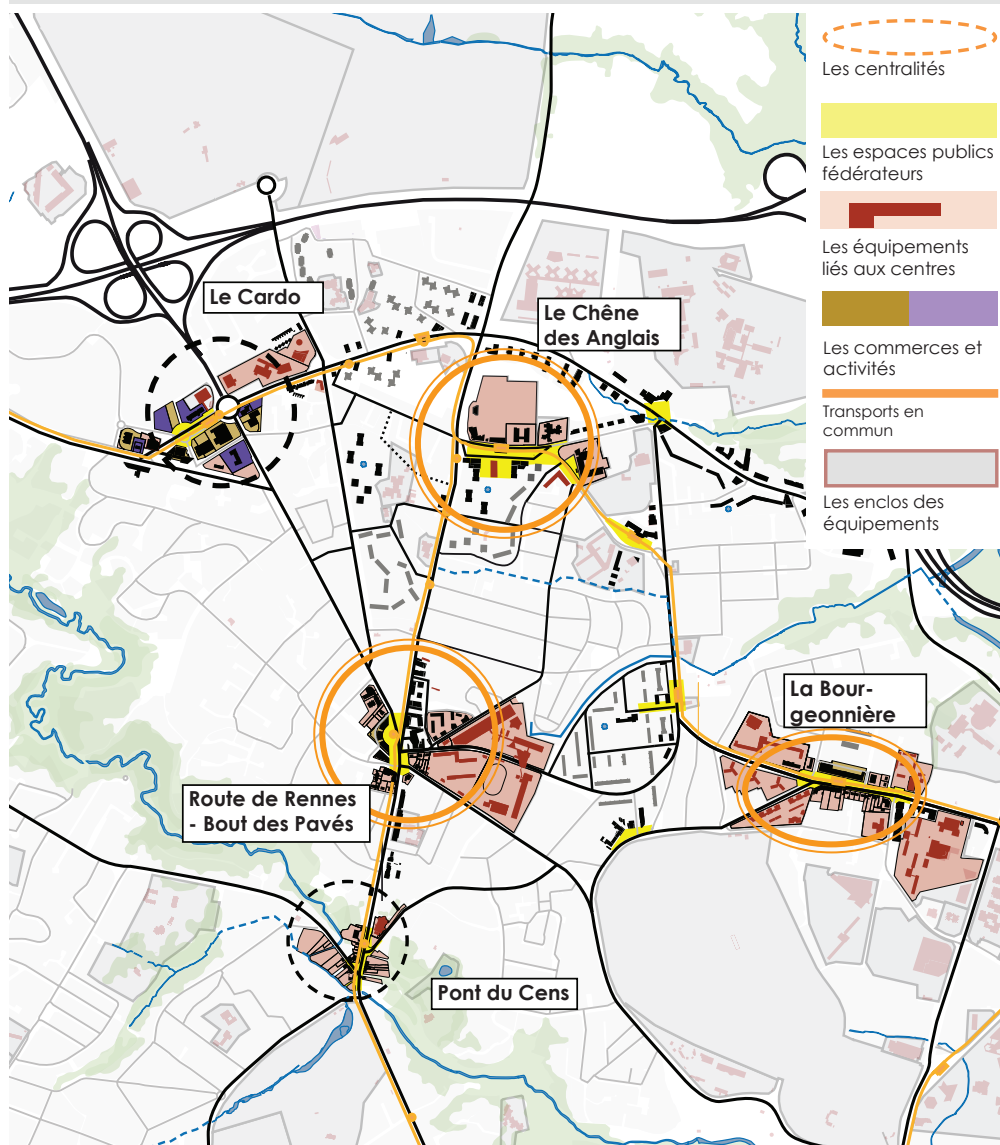 Les centralités
Les espaces publics
fédérateurs
Les équipements
liés aux centres
Les commerces et
activités
Transports en
commun
Les enclos des
équipements
Le Cardo
Le Chêne
des Anglais
La Bour-
geonnière
Route de Rennes
- Bout des Pavés
Pont du Cens